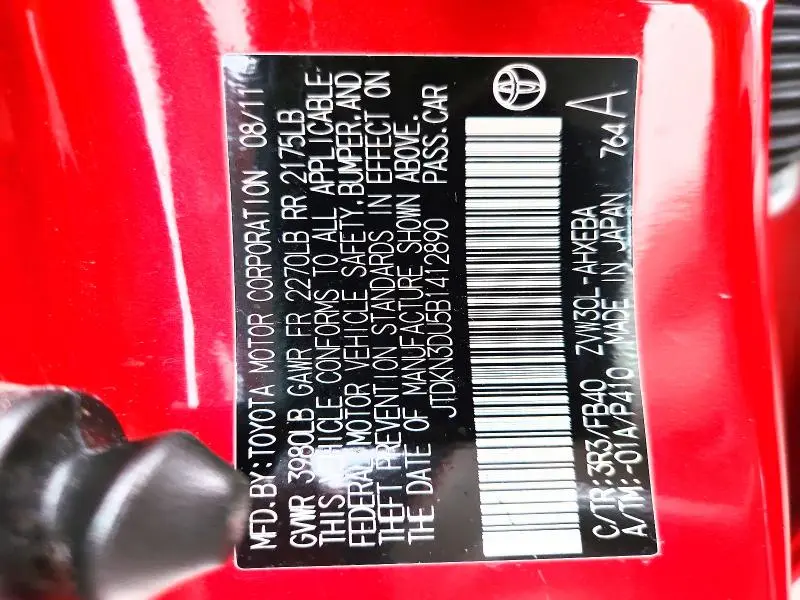 MFD.BY:TOYOTA MOTOR CORPORATION 08/11
GVWR 3980LB GAWR FR 2270LB RR 2175LB
THIS VEHICLE CONFORMS TO ALL APPLICABLE
FEDERAL MOTOR VEHICLE SAFETY,BUMPER,AND
THEFT PREVENTION STANDARDS IN EFFECT ON
THE DATE OF MANUFACTURE SHOWN ABOVE.
JTDKN3DU5B1412890 PASS.CAR
C/TR:3R3/FB40 ZVW30L-AHXEBA
A/TM:-01A/P410 MADE IN JAPAN 764A